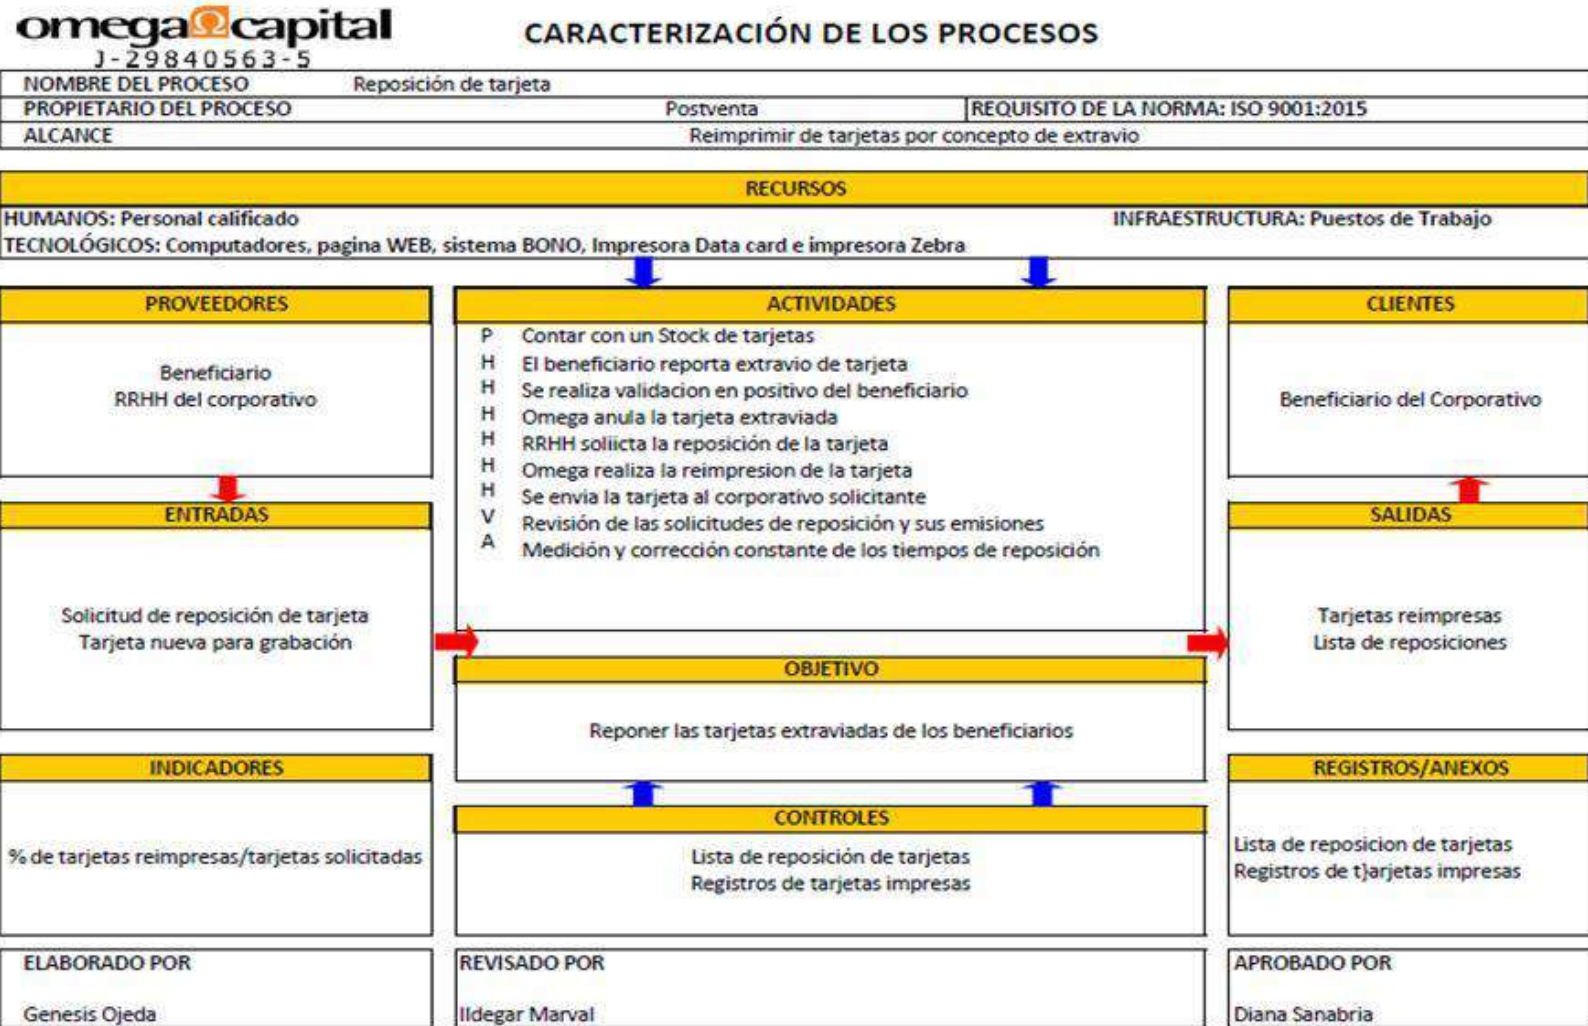 omega Ω capital
J-29840563-5
CARACTERIZACIÓN DE LOS PROCESOS
NOMBRE DEL PROCESO Reposición de tarjeta
PROPIETARIO DEL PROCESO Postventa REQUISITO DE LA NORMA: ISO 9001:2015
ALCANCE Reimprimir de tarjetas por concepto de extravio
RECURSOS
HUMANOS: Personal calificado INFRAESTRUCTURA: Puestos de Trabajo
TECNOLÓGICOS: Computadores, pagina WEB, sistema BONO, Impresora Data card e impresora Zebra
PROVEEDORES
Beneficiario
RRHH del corporativo
ENTRADAS
Solicitud de reposición de tarjeta
Tarjeta nueva para grabación
INDICADORES
% de tarjetas reimpresas/tarjetas solicitadas
ACTIVIDADES
P Contar con un Stock de tarjetas
H El beneficiario reporta extravio de tarjeta
H Se realiza validacion en positivo del beneficiario
H Omega anula la tarjeta extraviada
H RRHH soliicta la reposición de la tarjeta
H Omega realiza la reimpresion de la tarjeta
H Se envia la tarjeta al corporativo solicitante
V Revisión de las solicitudes de reposición y sus emisiones
A Medición y corrección constante de los tiempos de reposición
OBJETIVO
Reponer las tarjetas extraviadas de los beneficiarios
CONTROLES
Lista de reposición de tarjetas
Registros de tarjetas impresas
CLIENTES
Beneficiario del Corporativo
SALIDAS
Tarjetas reimpresas
Lista de reposiciones
REGISTROS/ANEXOS
Lista de reposicion de tarjetas
Registros de t}arjetas impresas
ELABORADO POR
Genesis Ojeda
REVISADO POR
Ildegar Marval
APROBADO POR
Diana Sanabria